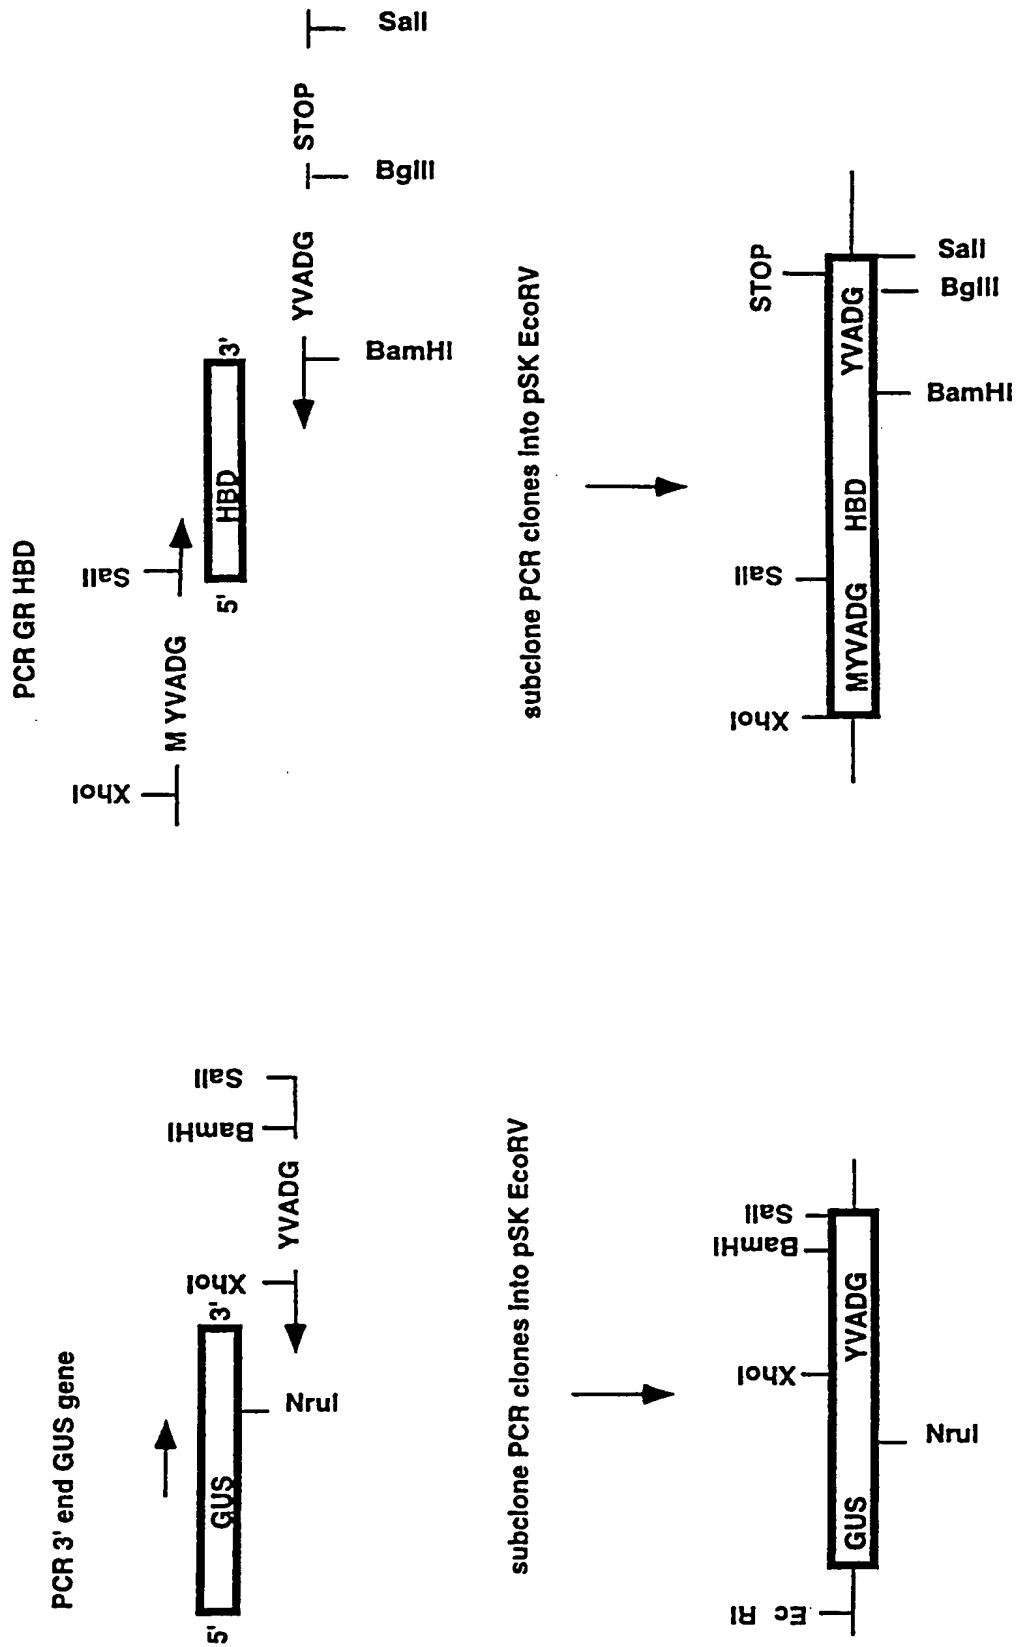 PCR 3' end GUS gene
5'
GUS
3'
NruI
XhoI
YVADG
BamHI
SalI
subclone PCR clones into pSK EcoRV
Ec RI
GUS
YVADG
NruI
XhoI
BamHI
SalI
PCR GR HBD
XhoI
M YVADG
SalI
5'
HBD
3'
BamHI
YVADG
BglII
STOP
SalI
subclone PCR clones into pSK EcoRV
XhoI
MYVADG
SalI
HBD
YVADG
STOP
BamHI
BglII
SalI